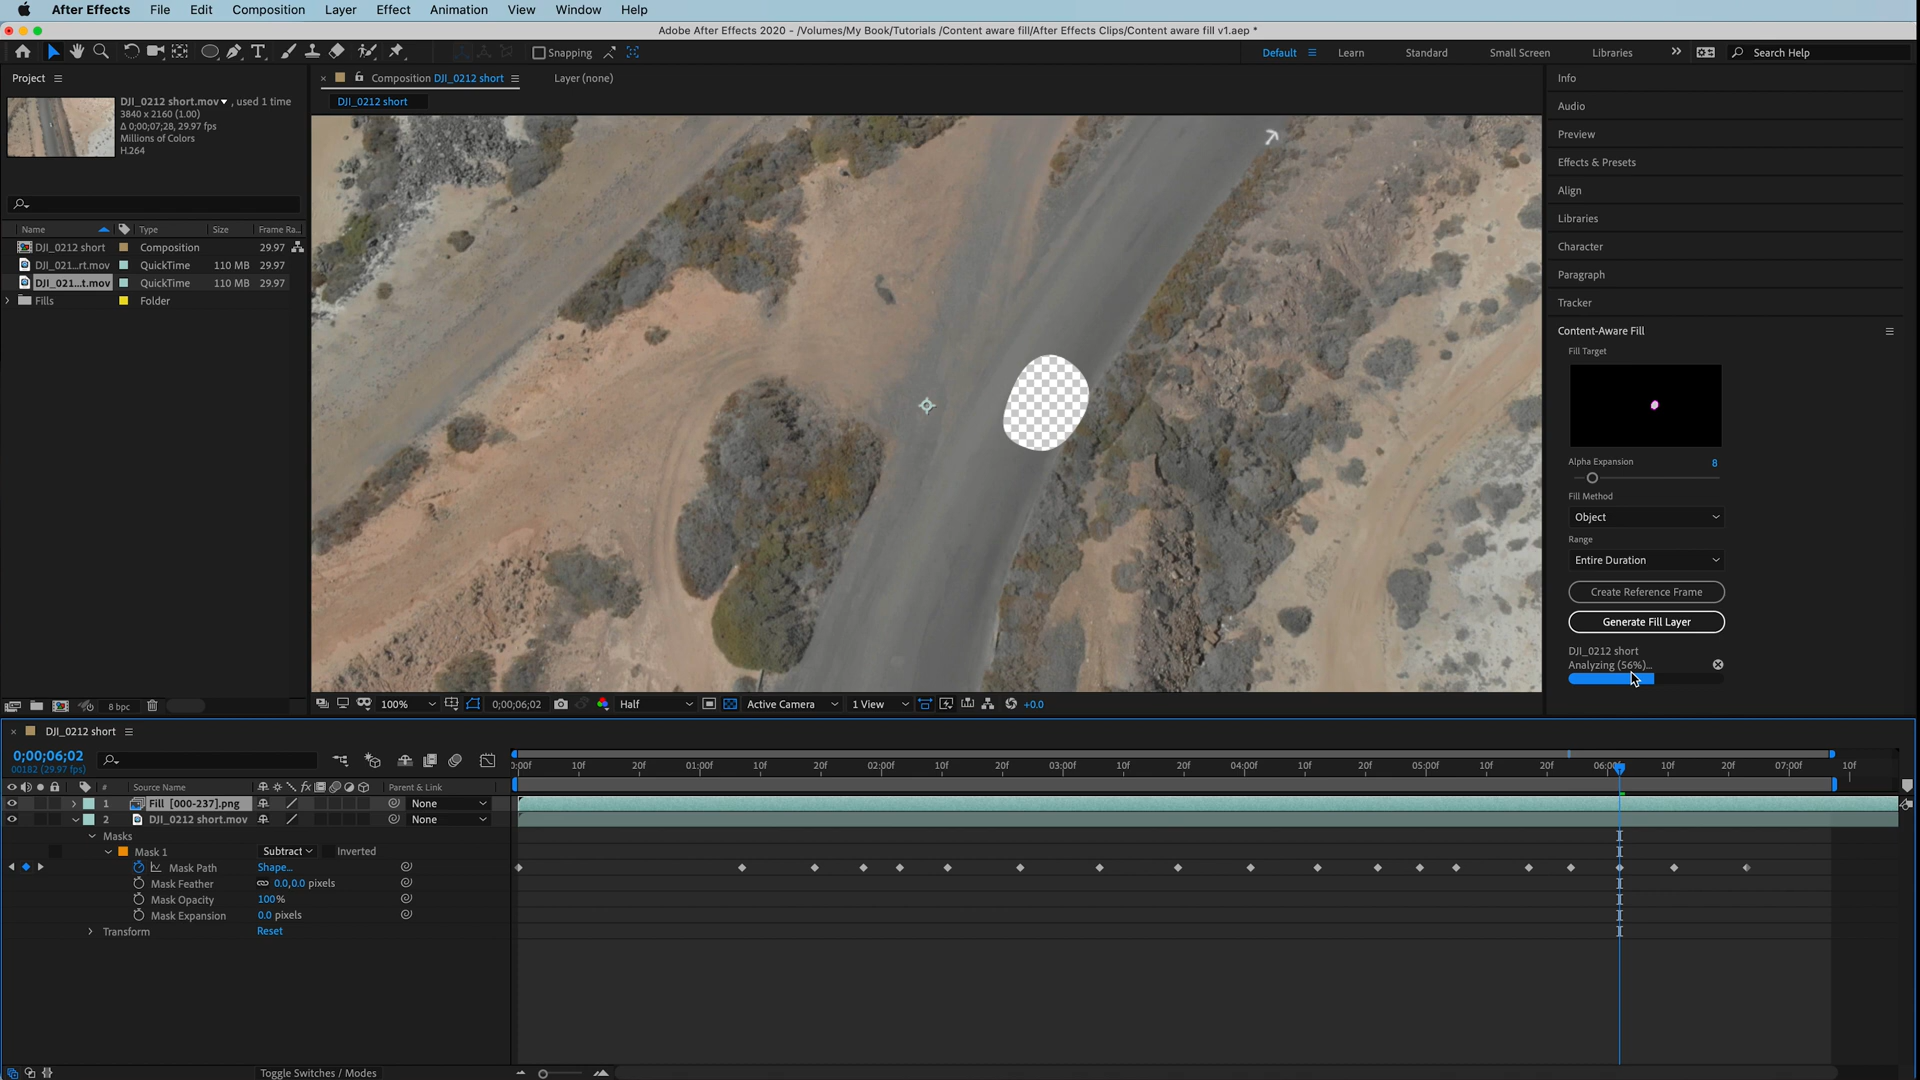 After Effects File Edit Composition Layer Effect Animation View Window Help
Adobe After Effects 2020 - /Volumes/My Book/Tutorials /Content aware fill/After Effects Clips/Content aware fill v1.aep *
Snapping
Default Learn Standard Small Screen Libraries Search Help
Project
DJI_0212 short.mov , used 1 time
3840 x 2160 (1.00)
Δ 0;00;07;28, 29.97 fps
Millions of Colors
H.264
Name Type Size Frame Ra...
DJI_0212 short Composition 29.97
DJI_021...rt.mov QuickTime 110 MB 29.97
DJI_021...t.mov QuickTime 110 MB 29.97
Fills Folder
8 bpc
Composition DJI_0212 short Layer (none)
DJI_0212 short
100% 0;00;06;02 Half Active Camera 1 View +0.0
Info
Audio
Preview
Effects & Presets
Align
Libraries
Character
Paragraph
Tracker
Content-Aware Fill
Fill Target
Alpha Expansion 8
Fill Method
Object
Range
Entire Duration
Create Reference Frame
Generate Fill Layer
DJI_0212 short
Analyzing (56%)...
DJI_0212 short
0;00;06;02
00182 (29.97 fps)
0:00f 10f 20f 01:00f 10f 20f 02:00f 10f 20f 03:00f 10f 20f 04:00f 10f 20f 05:00f 10f 20f 06:00f 10f 20f 07:00f 10f
# Source Name Parent & Link
1 Fill [000-237].png None
2 DJI_0212 short.mov None
Masks
Mask 1 Subtract Inverted
Mask Path Shape...
Mask Feather 0.0,0.0 pixels
Mask Opacity 100%
Mask Expansion 0.0 pixels
Transform Reset
Toggle Switches / Modes